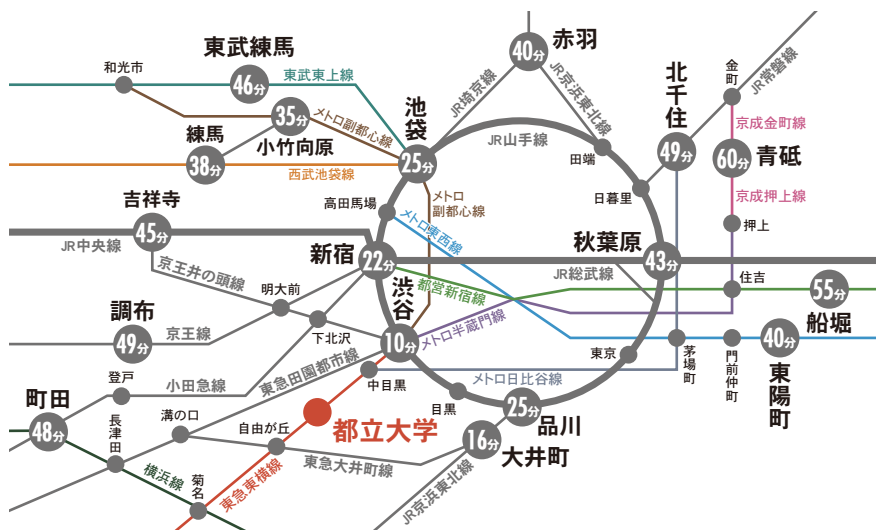 赤羽
40分
JR埼京線
JR京浜東北線
東武練馬
和光市
46分
東武東上線
35分
メトロ副都心線
小竹向原
練馬
38分
西武池袋線
池袋
25分
JR山手線
田端
北千住
49分
日暮里
金町
JR常磐線
京成金町線
60分
青砥
京成押上線
押上
吉祥寺
45分
JR中央線
高田馬場
メトロ
副都心線
メトロ東西線
新宿
22分
秋葉原
43分
JR総武線
都営新宿線
住吉
55分
船堀
京王井の頭線
明大前
調布
49分
京王線
下北沢
渋谷
10分
メトロ半蔵門線
東京
茅場町
門前仲町
40分
東陽町
登戸
小田急線
東急田園都市線
中目黒
メトロ日比谷線
目黒
25分
品川
町田
48分
長津田
溝の口
自由が丘
都立大学
16分
大井町
東急大井町線
横浜線
菊名
東急東横線
JR京浜東北線